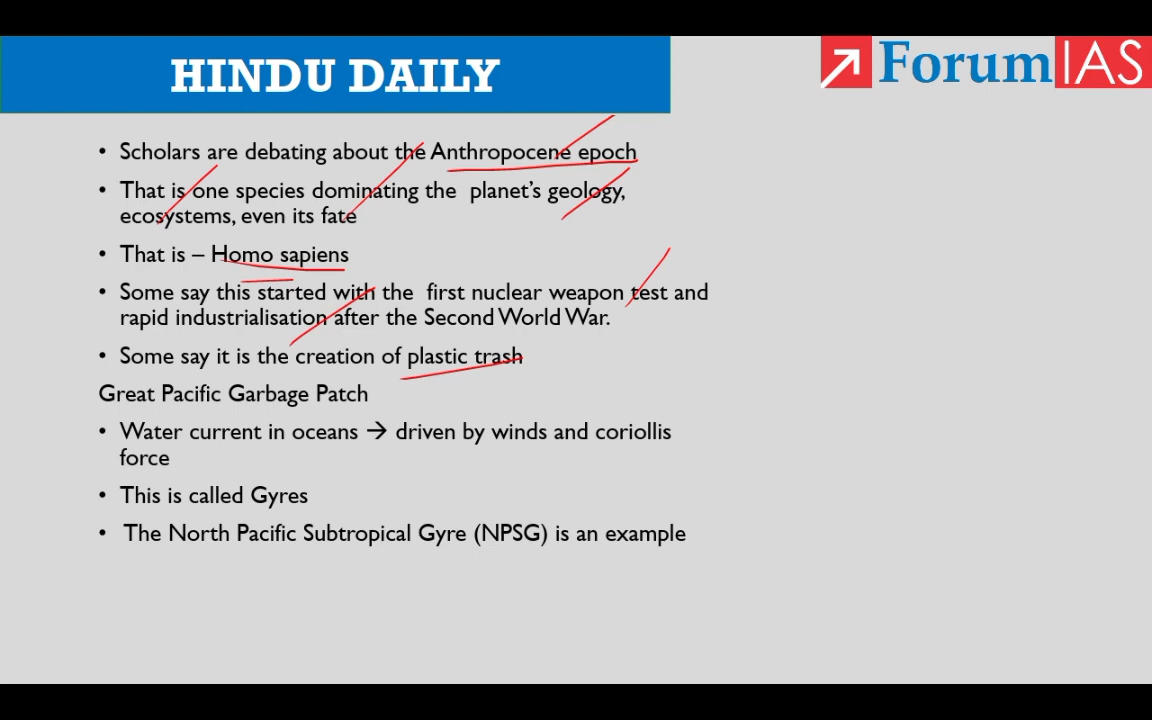 HINDU DAILY
ForumIAS
• Scholars are debating about the Anthropocene epoch
• That is one species dominating the planet's geology,
ecosystems, even its fate
• That is – Homo sapiens
• Some say this started with the first nuclear weapon test and
rapid industrialisation after the Second World War.
• Some say it is the creation of plastic trash
Great Pacific Garbage Patch
• Water current in oceans → driven by winds and coriollis
force
• This is called Gyres
• The North Pacific Subtropical Gyre (NPSG) is an example